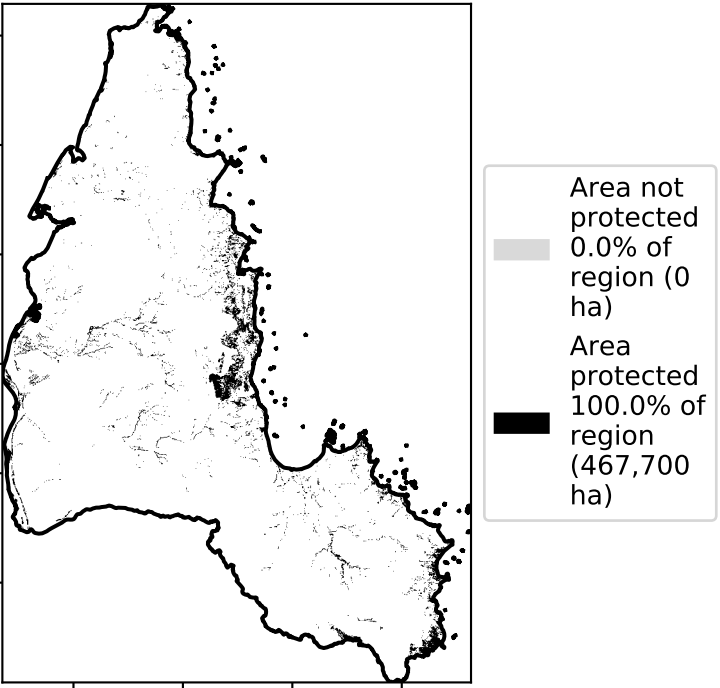 Area not
protected
0.0% of
region (0
ha)
Area
protected
100.0% of
region
(467,700
ha)